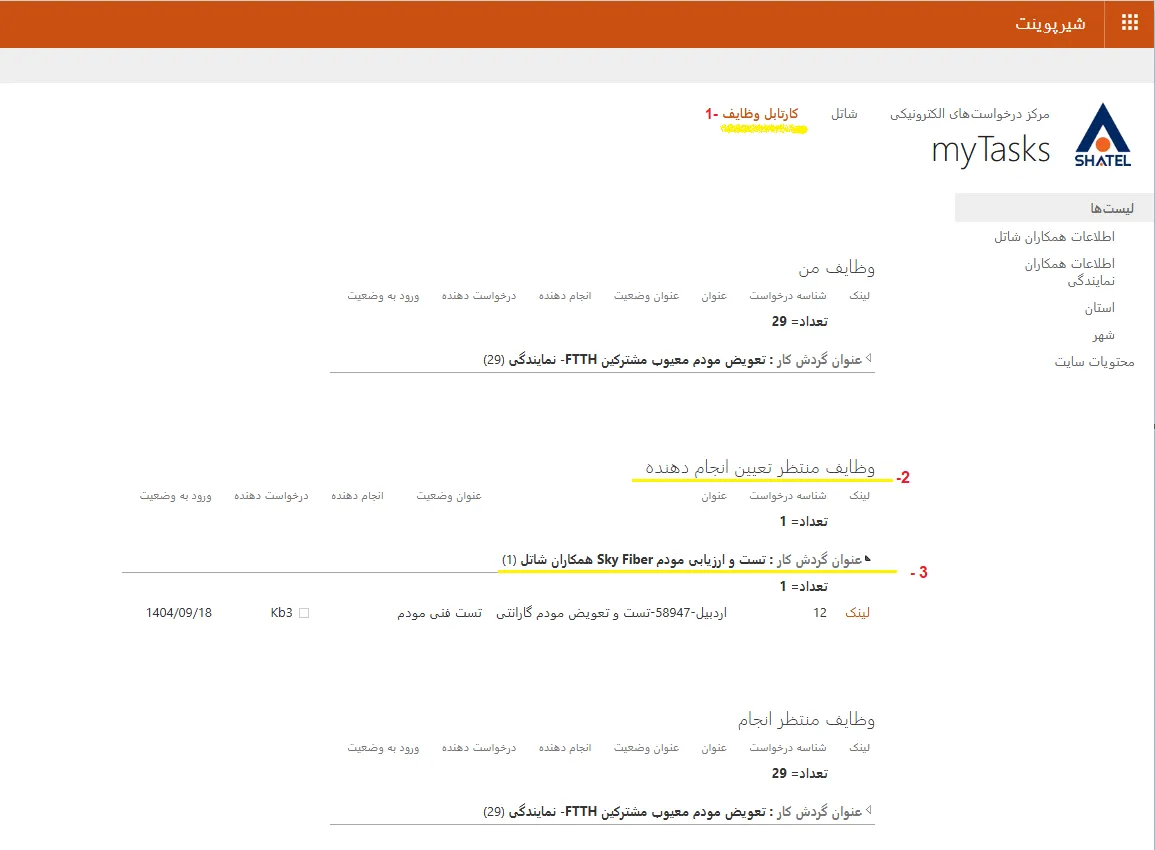 شیرپوینت
مرکز درخواست‌های الکترونیکی شاتل کارتابل وظایف -1
myTasks
SHATEL
لیست‌ها
اطلاعات همکاران شاتل
اطلاعات همکاران
نمایندگی
استان
شهر
محتویات سایت
وظایف من
لینک شناسه درخواست عنوان عنوان وضعیت انجام دهنده درخواست دهنده ورود به وضعیت
تعداد= 29
عنوان گردش کار : تعویض مودم معیوب مشترکین FTTH- نمایندگی (29)
وظایف منتظر تعیین انجام دهنده
-2
لینک شناسه درخواست عنوان عنوان وضعیت انجام دهنده درخواست دهنده ورود به وضعیت
تعداد= 1
عنوان گردش کار : تست و ارزیابی مودم Sky Fiber همکاران شاتل (1)
- 3
تعداد= 1
لینک 12 اردبیل-58947-تست و تعویض مودم گارانتی تست فنی مودم Kb3 1404/09/18
وظایف منتظر انجام
لینک شناسه درخواست عنوان عنوان وضعیت انجام دهنده درخواست دهنده ورود به وضعیت
تعداد= 29
عنوان گردش کار : تعویض مودم معیوب مشترکین FTTH- نمایندگی (29)